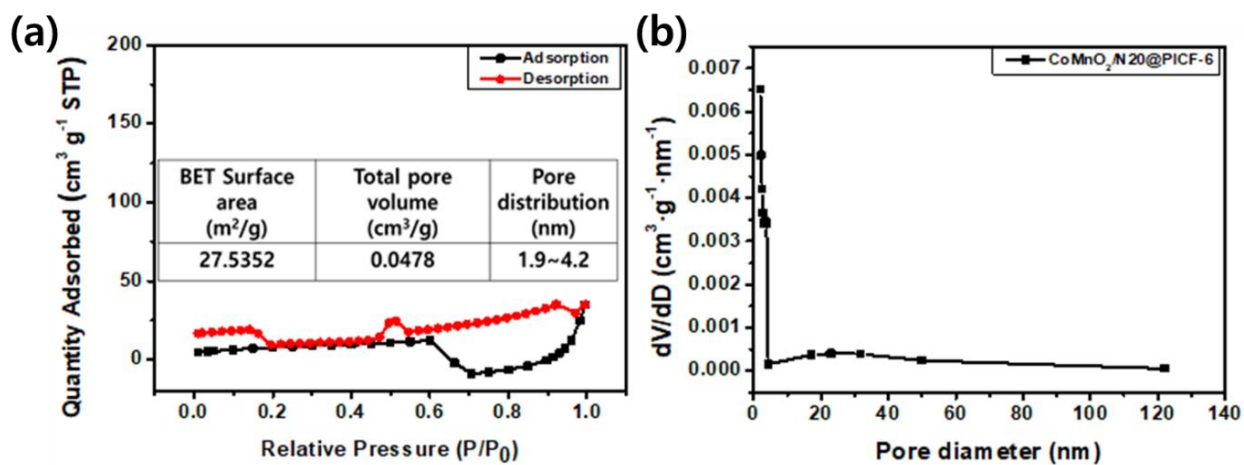 (a)
200
150
100
50
0
Quantity Adsorbed (cm³ g⁻¹ STP)
Adsorption
Desorption
BET Surface area (m²/g)
Total pore volume (cm³/g)
Pore distribution (nm)
27.5352
0.0478
1.9~4.2
0.0 0.2 0.4 0.6 0.8 1.0
Relative Pressure (P/P₀)
(b)
CoMnO₂/N20@PICF-6
0.007
0.006
0.005
0.004
0.003
0.002
0.001
0.000
dV/dD (cm³·g⁻¹·nm⁻¹)
0 20 40 60 80 100 120 140
Pore diameter (nm)